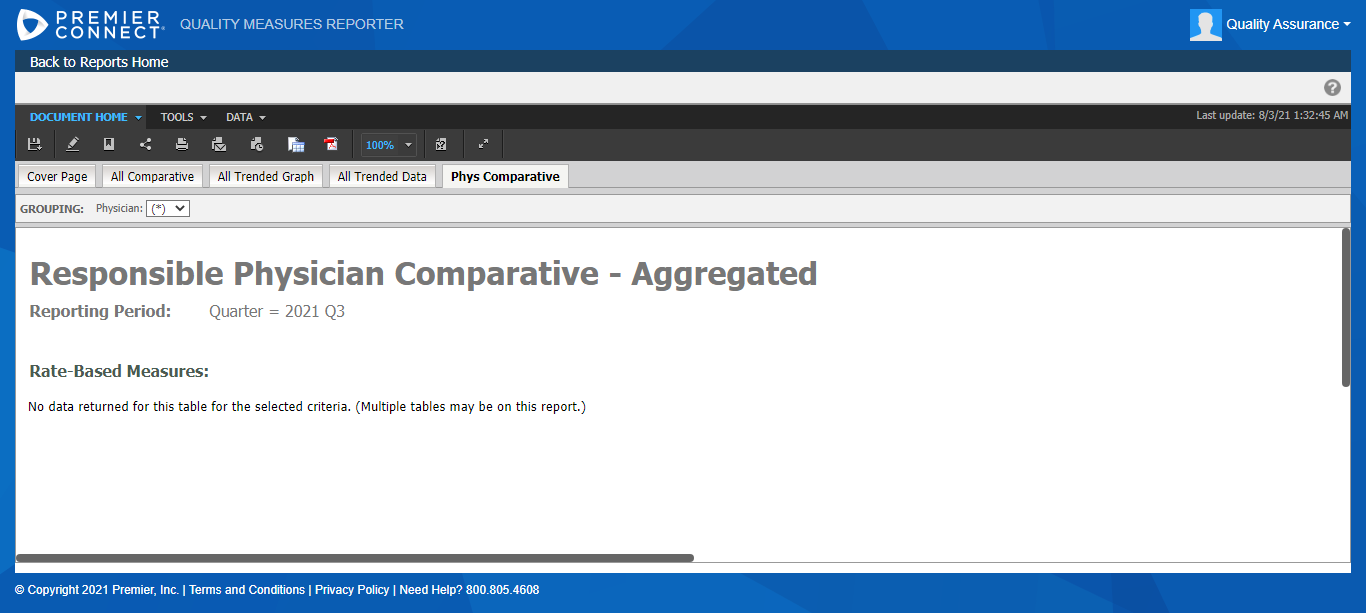 PREMIER CONNECT® QUALITY MEASURES REPORTER Quality Assurance
Back to Reports Home
?
DOCUMENT HOME TOOLS DATA Last update: 8/3/21 1:32:45 AM
100%
Cover Page All Comparative All Trended Graph All Trended Data Phys Comparative
GROUPING: Physician: (*)
Responsible Physician Comparative - Aggregated
Reporting Period: Quarter = 2021 Q3
Rate-Based Measures:
No data returned for this table for the selected criteria. (Multiple tables may be on this report.)
© Copyright 2021 Premier, Inc. | Terms and Conditions | Privacy Policy | Need Help? 800.805.4608